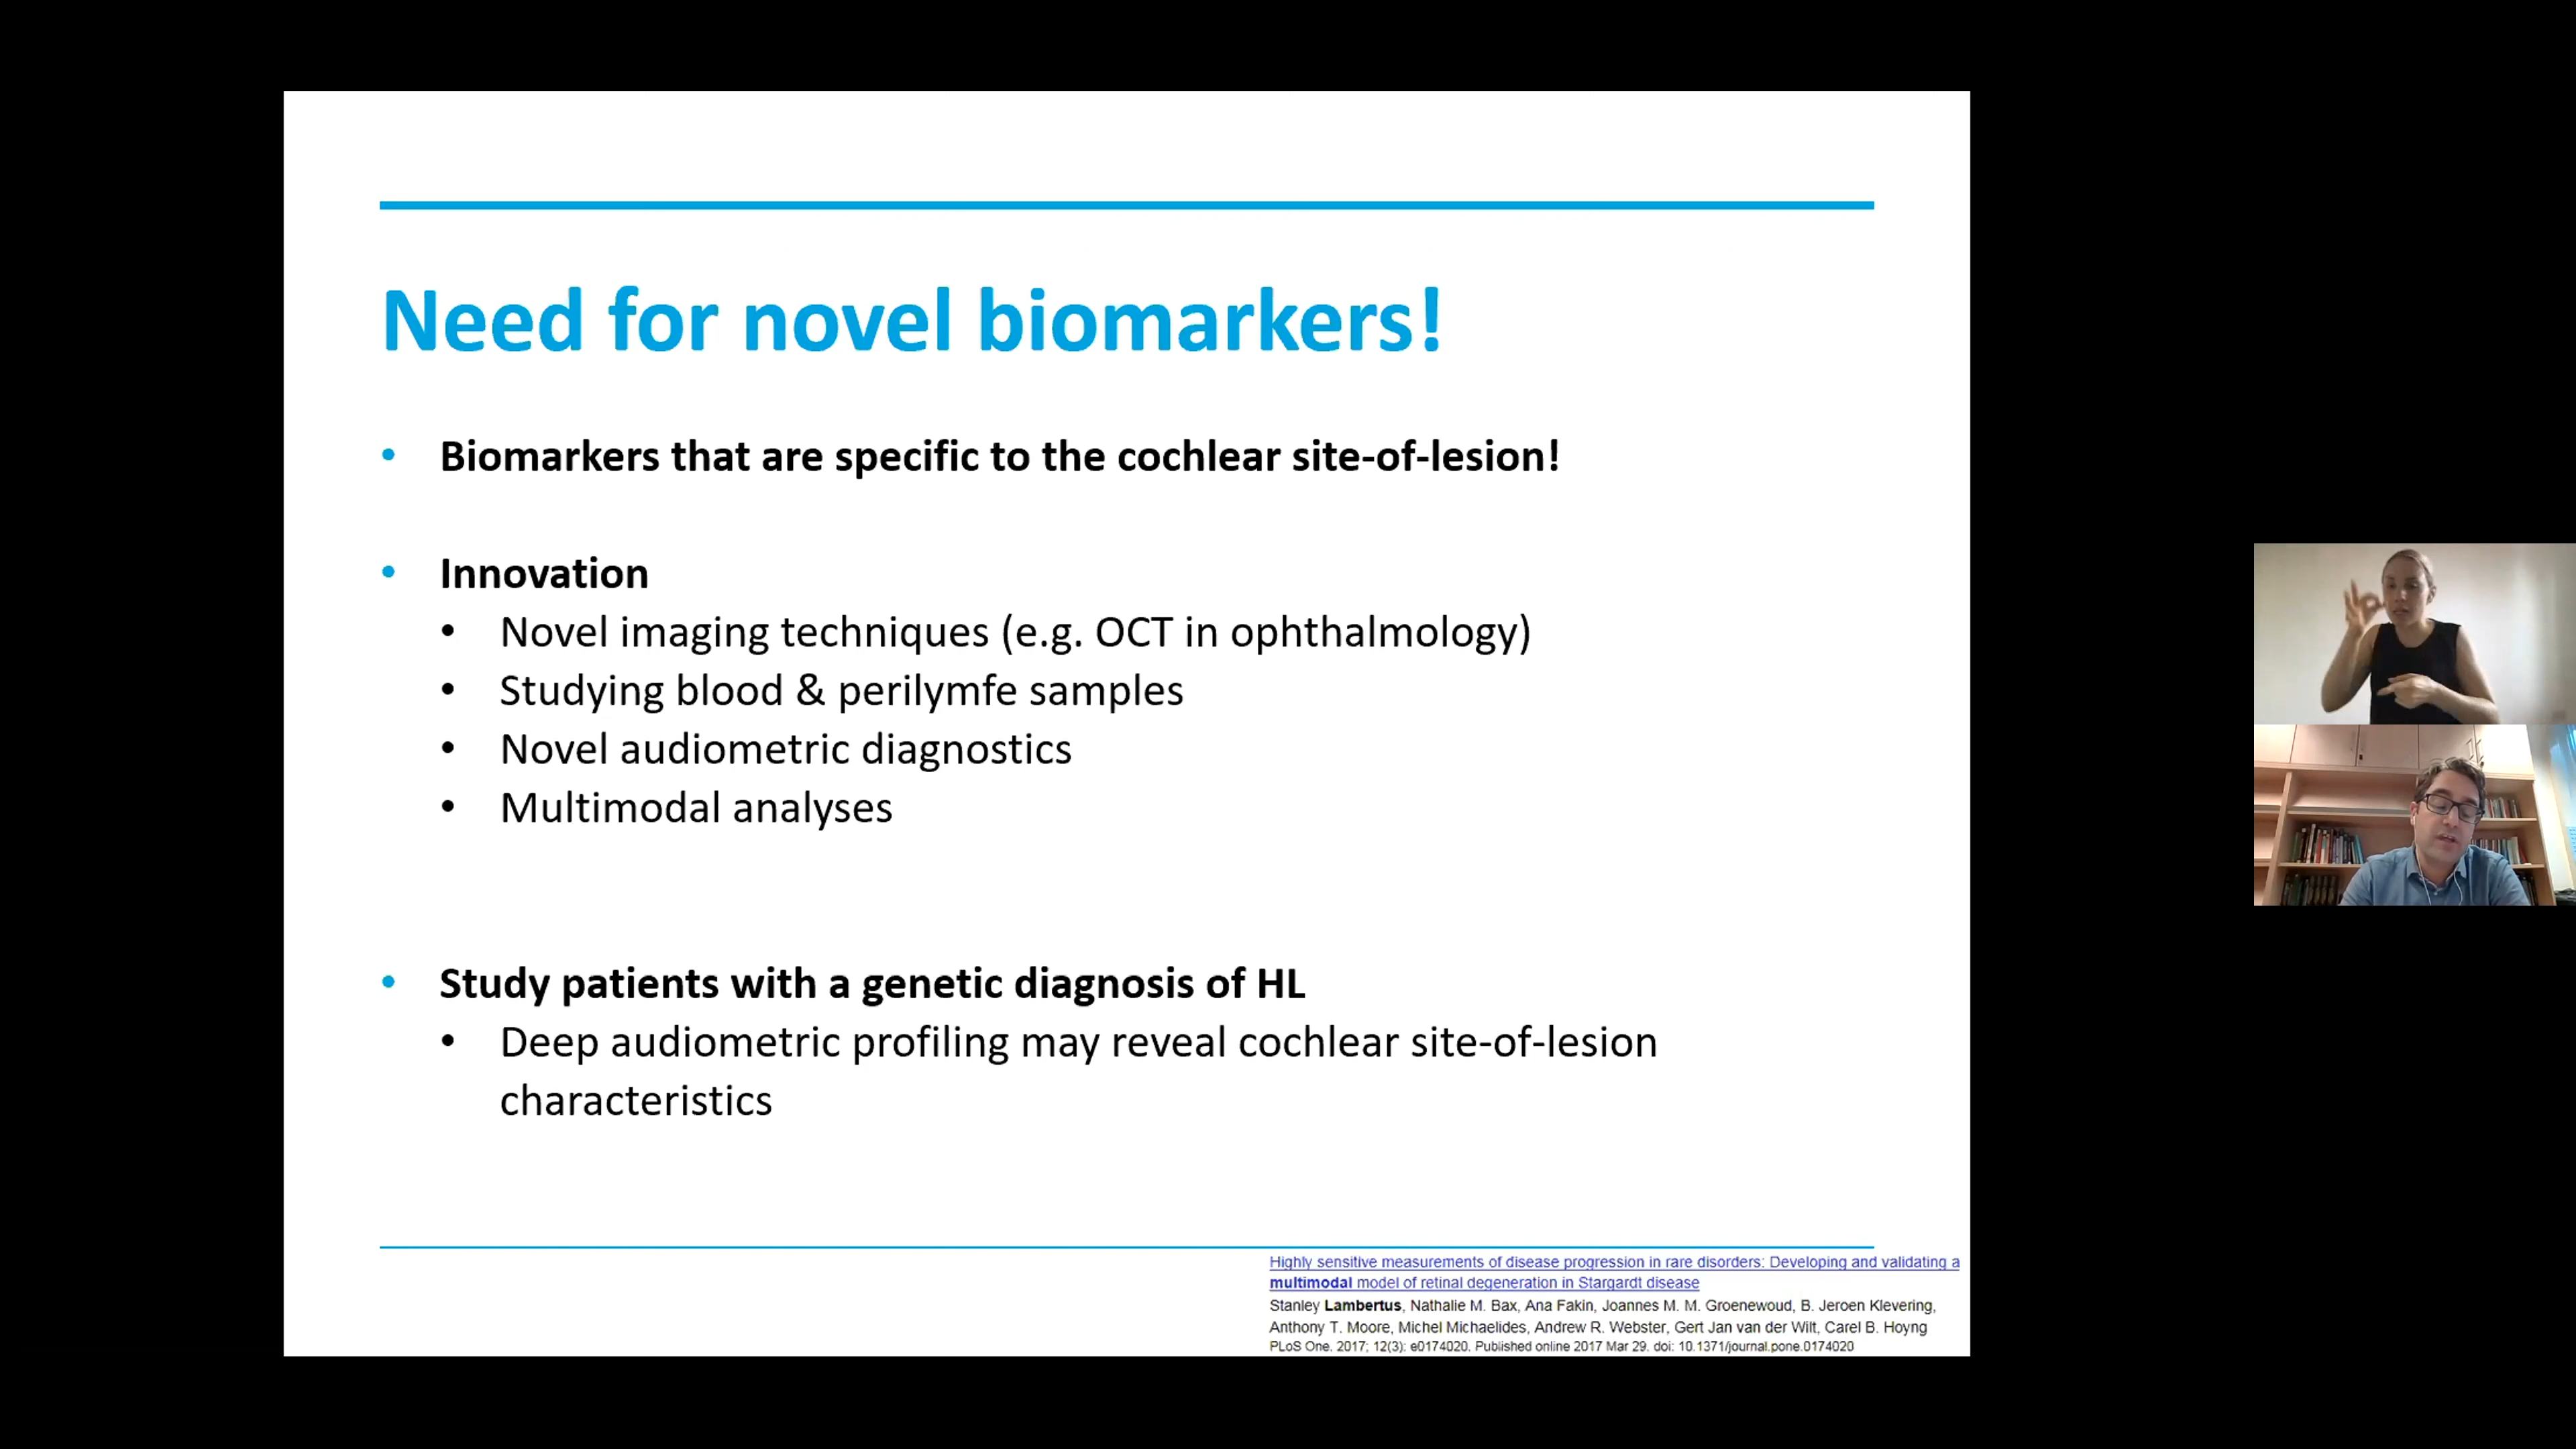 Need for novel biomarkers!
• Biomarkers that are specific to the cochlear site-of-lesion!
• Innovation
• Novel imaging techniques (e.g. OCT in ophthalmology)
• Studying blood & perilymfe samples
• Novel audiometric diagnostics
• Multimodal analyses
• Study patients with a genetic diagnosis of HL
• Deep audiometric profiling may reveal cochlear site-of-lesion
characteristics
Highly sensitive measurements of disease progression in rare disorders: Developing and validating a
multimodal model of retinal degeneration in Stargardt disease
Stanley Lambertus, Nathalie M. Bax, Ana Fakin, Joannes M. M. Groenewoud, B. Jeroen Klevering,
Anthony T. Moore, Michel Michaelides, Andrew R. Webster, Gert Jan van der Wilt, Carel B. Hoyng
PLoS One. 2017; 12(3): e0174020. Published online 2017 Mar 29. doi: 10.1371/journal.pone.0174020